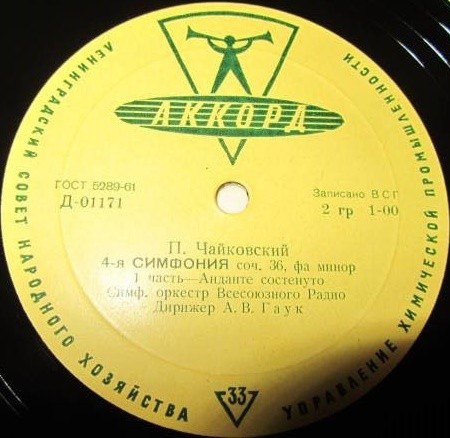 ЛЕНИНГРАДСКИЙ СОВЕТ НАРОДНОГО ХОЗЯЙСТВА
УПРАВЛЕНИЕ ХИМИЧЕСКОЙ ПРОМЫШЛЕННОСТИ
АККОРД
ГОСТ 5289-61
Записано ВСГ
Д-01171
2 гр 1-00
П. Чайковский
4-я СИМФОНИЯ соч. 36, фа минор
1 часть—Анданте состенуто
Симф. оркестр Всесоюзного Радио
Дирижер А. В. Гаук
33